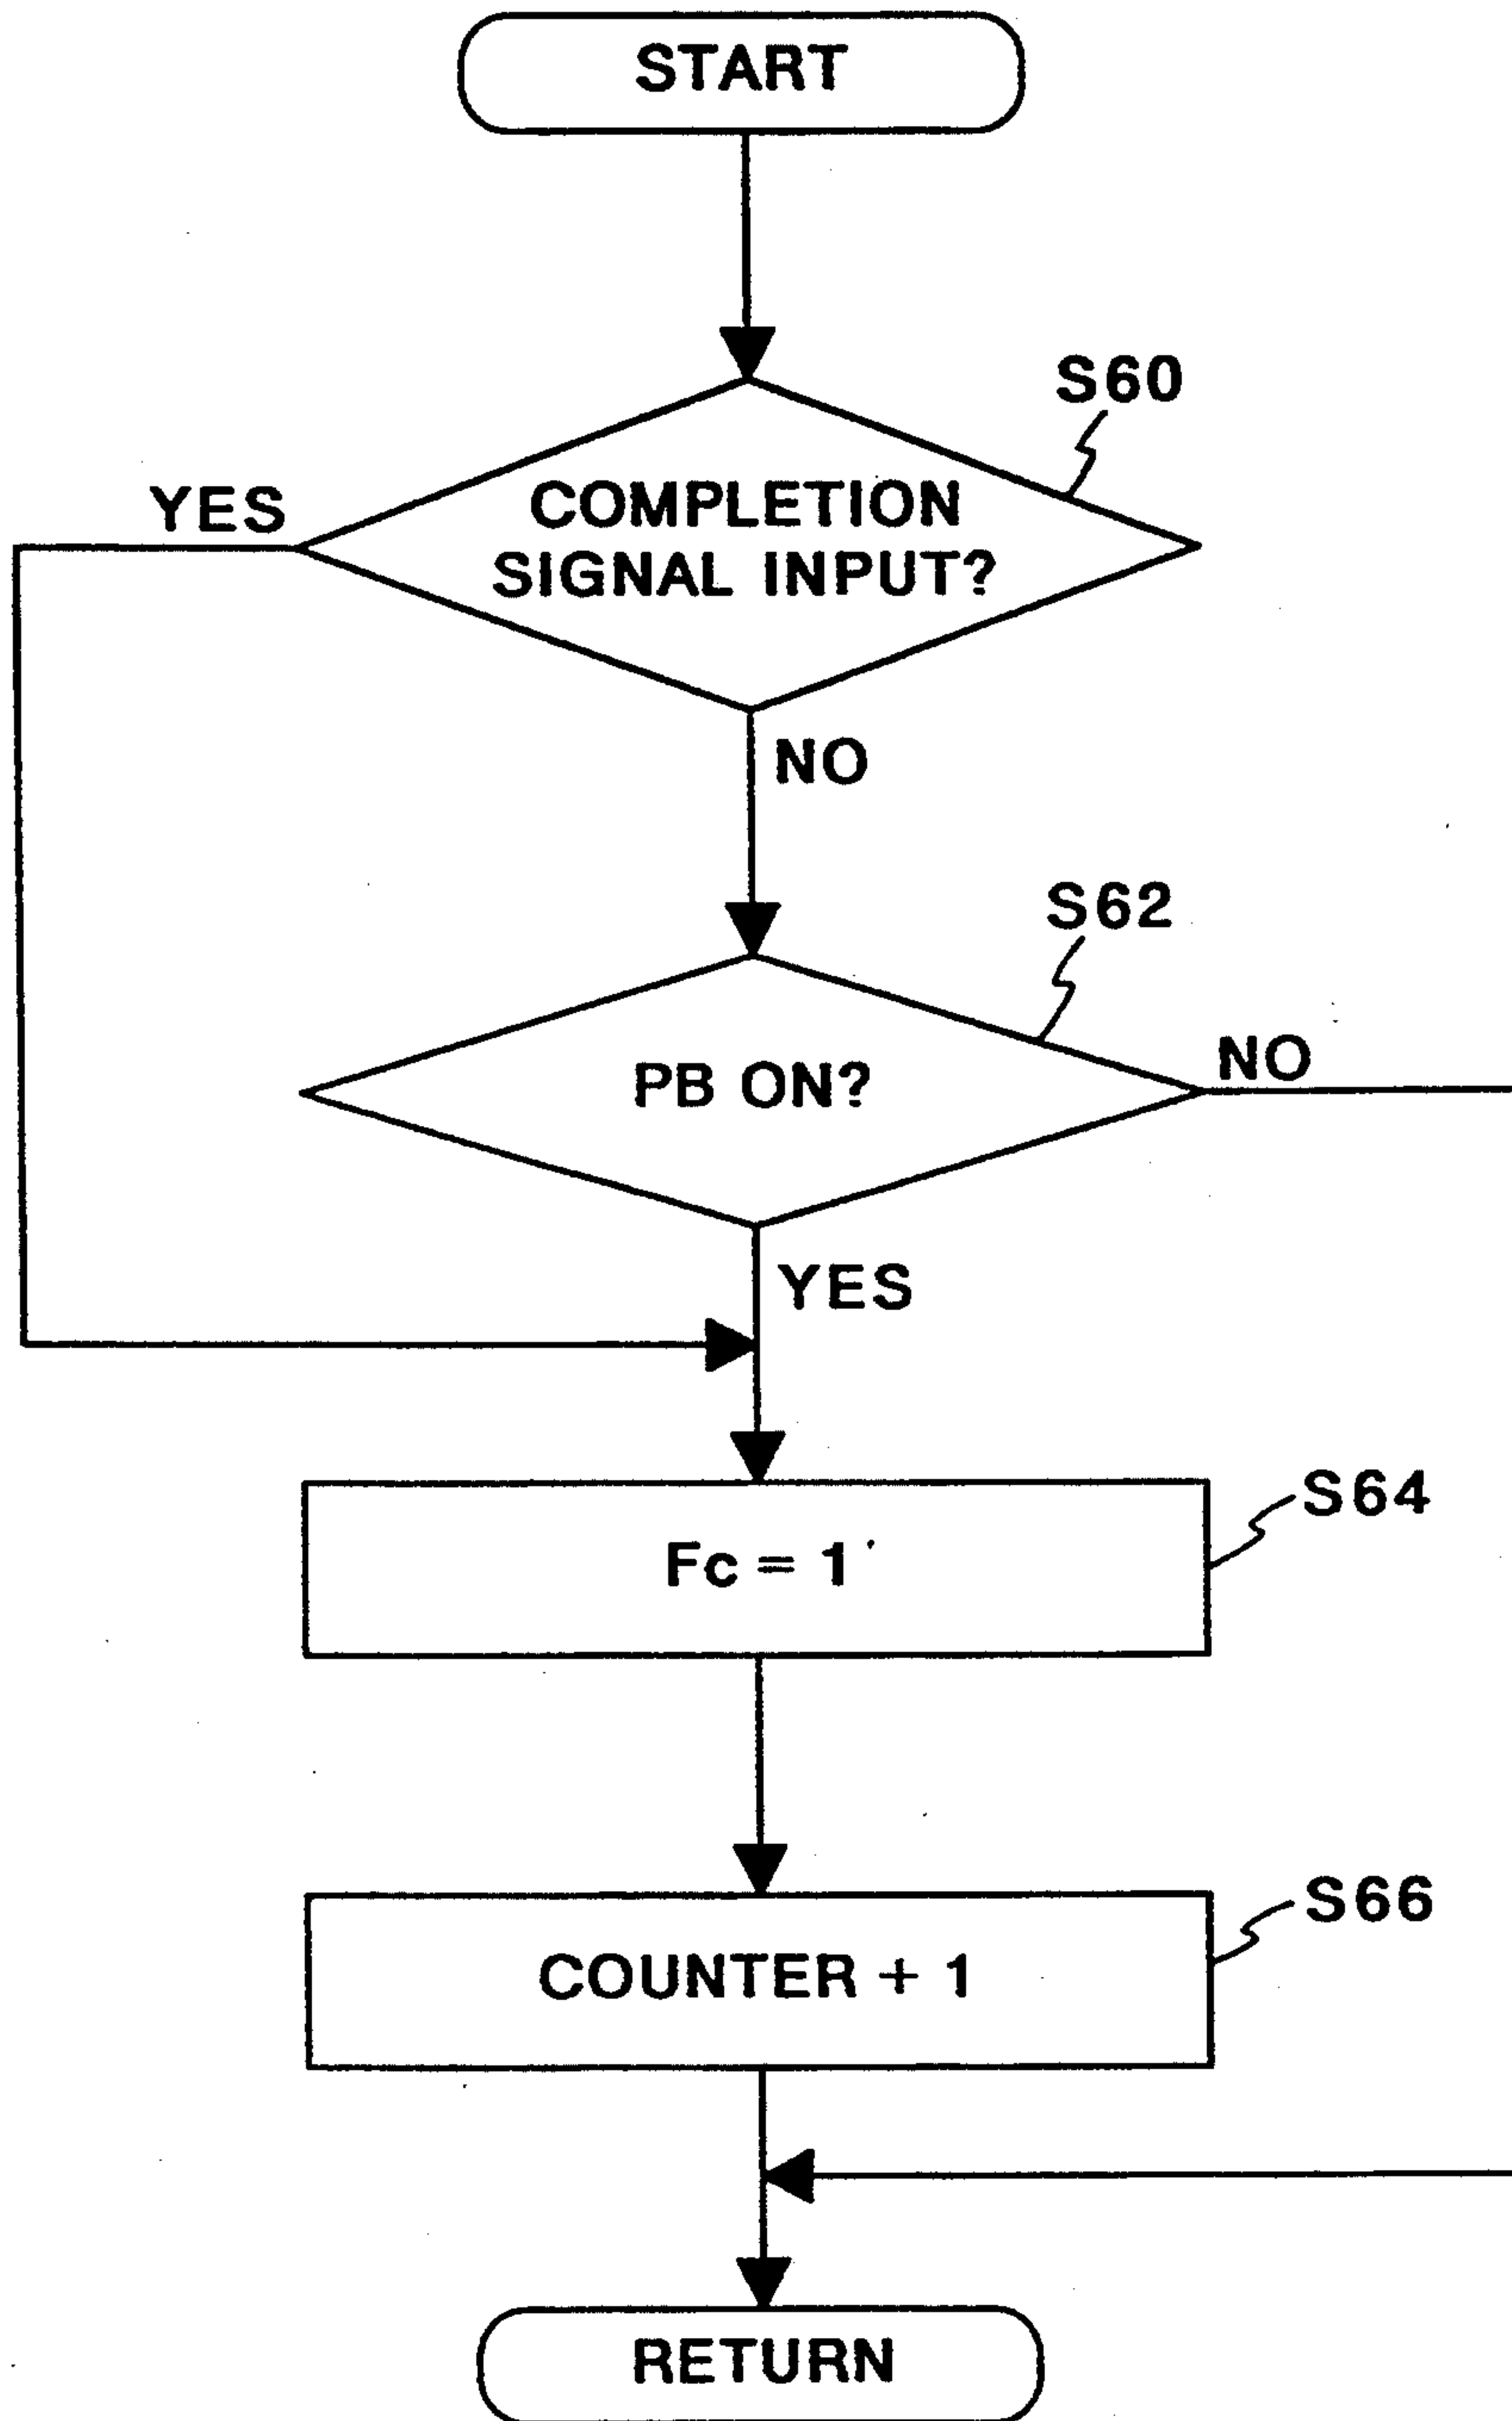 START
S60
YES
COMPLETION
SIGNAL INPUT?
NO
S62
NO
PB ON?
YES
S64
Fc = 1
S66
COUNTER + 1
RETURN